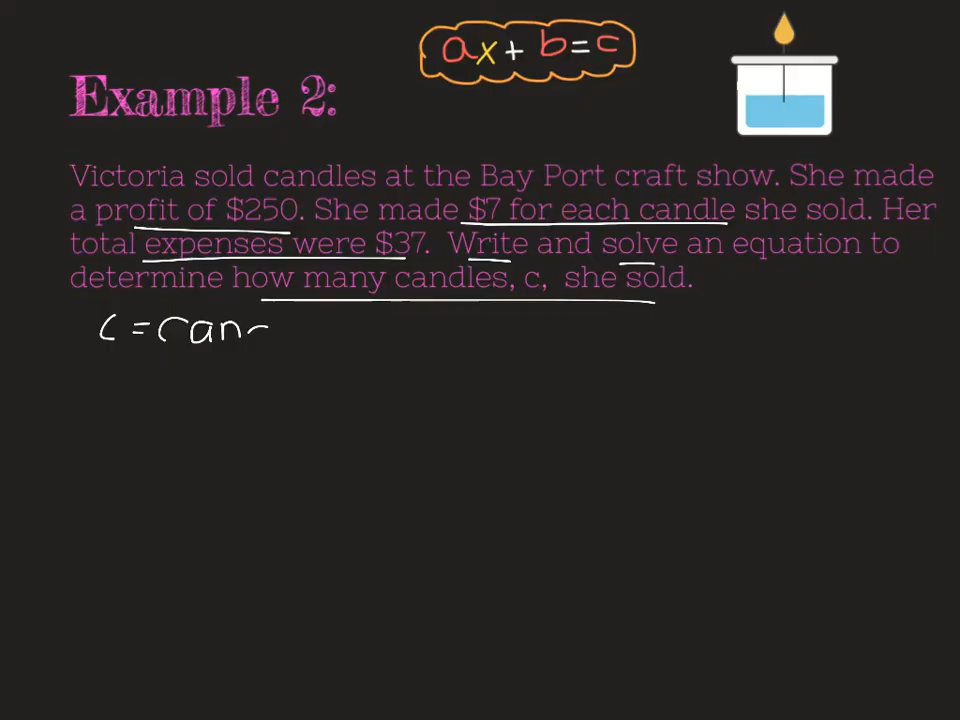 ax + b = c
Example 2:
Victoria sold candles at the Bay Port craft show. She made
a profit of $250. She made $7 for each candle she sold. Her
total expenses were $37. Write and solve an equation to
determine how many candles, c, she sold.
c = can